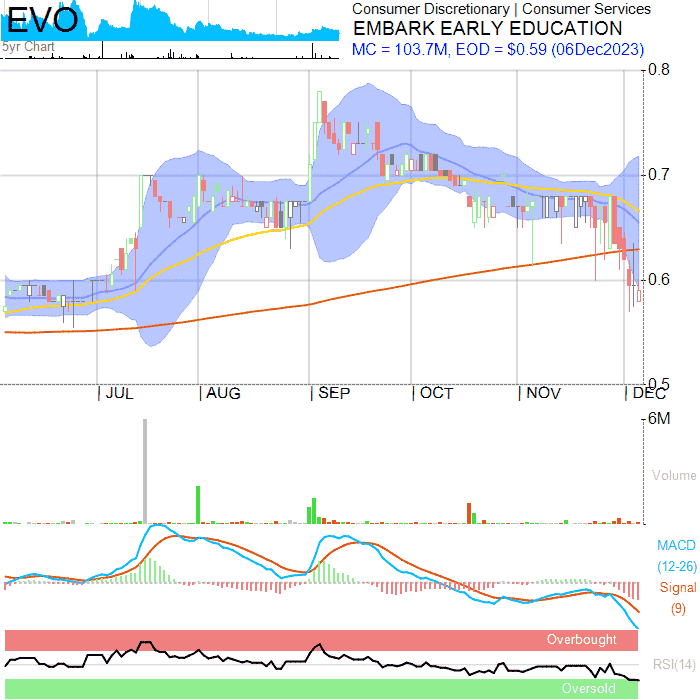 EVO
5yr Chart
Consumer Discretionary | Consumer Services
EMBARK EARLY EDUCATION
MC = 103.7M, EOD = $0.59 (06Dec2023)
0.8
0.7
0.6
0.5
JUL
AUG
SEP
OCT
NOV
DEC
6M
Volume
MACD
(12-26)
Signal
(9)
Overbought
RSI(14)
Oversold